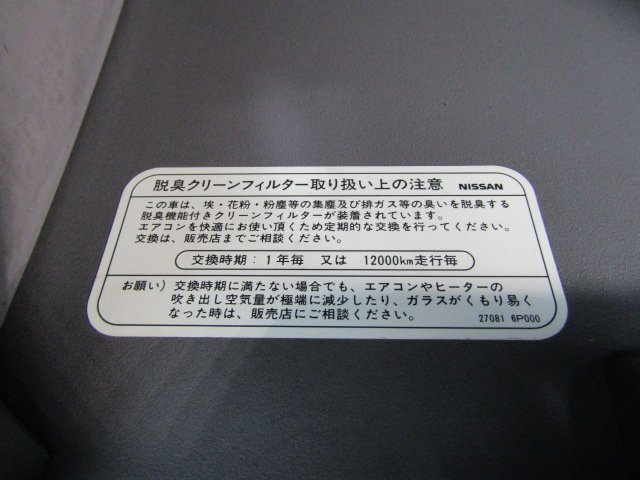 脱臭クリーンフィルター取り扱い上の注意 NISSAN
この車は、埃・花粉・粉塵等の集塵及び排ガス等の臭いを脱臭する
脱臭機能付きクリーンフィルターが装着されています。
エアコンを快適にお使い頂くため定期的な交換を行ってください。
交換は、販売店までご相談ください。
交換時期：1年毎 又は 12000km走行毎
お願い）交換時期に満たない場合でも、エアコンやヒーターの
吹き出し空気量が極端に減少したり、ガラスがくもり易く
なった時は、販売店にご相談ください。 27081 6P000